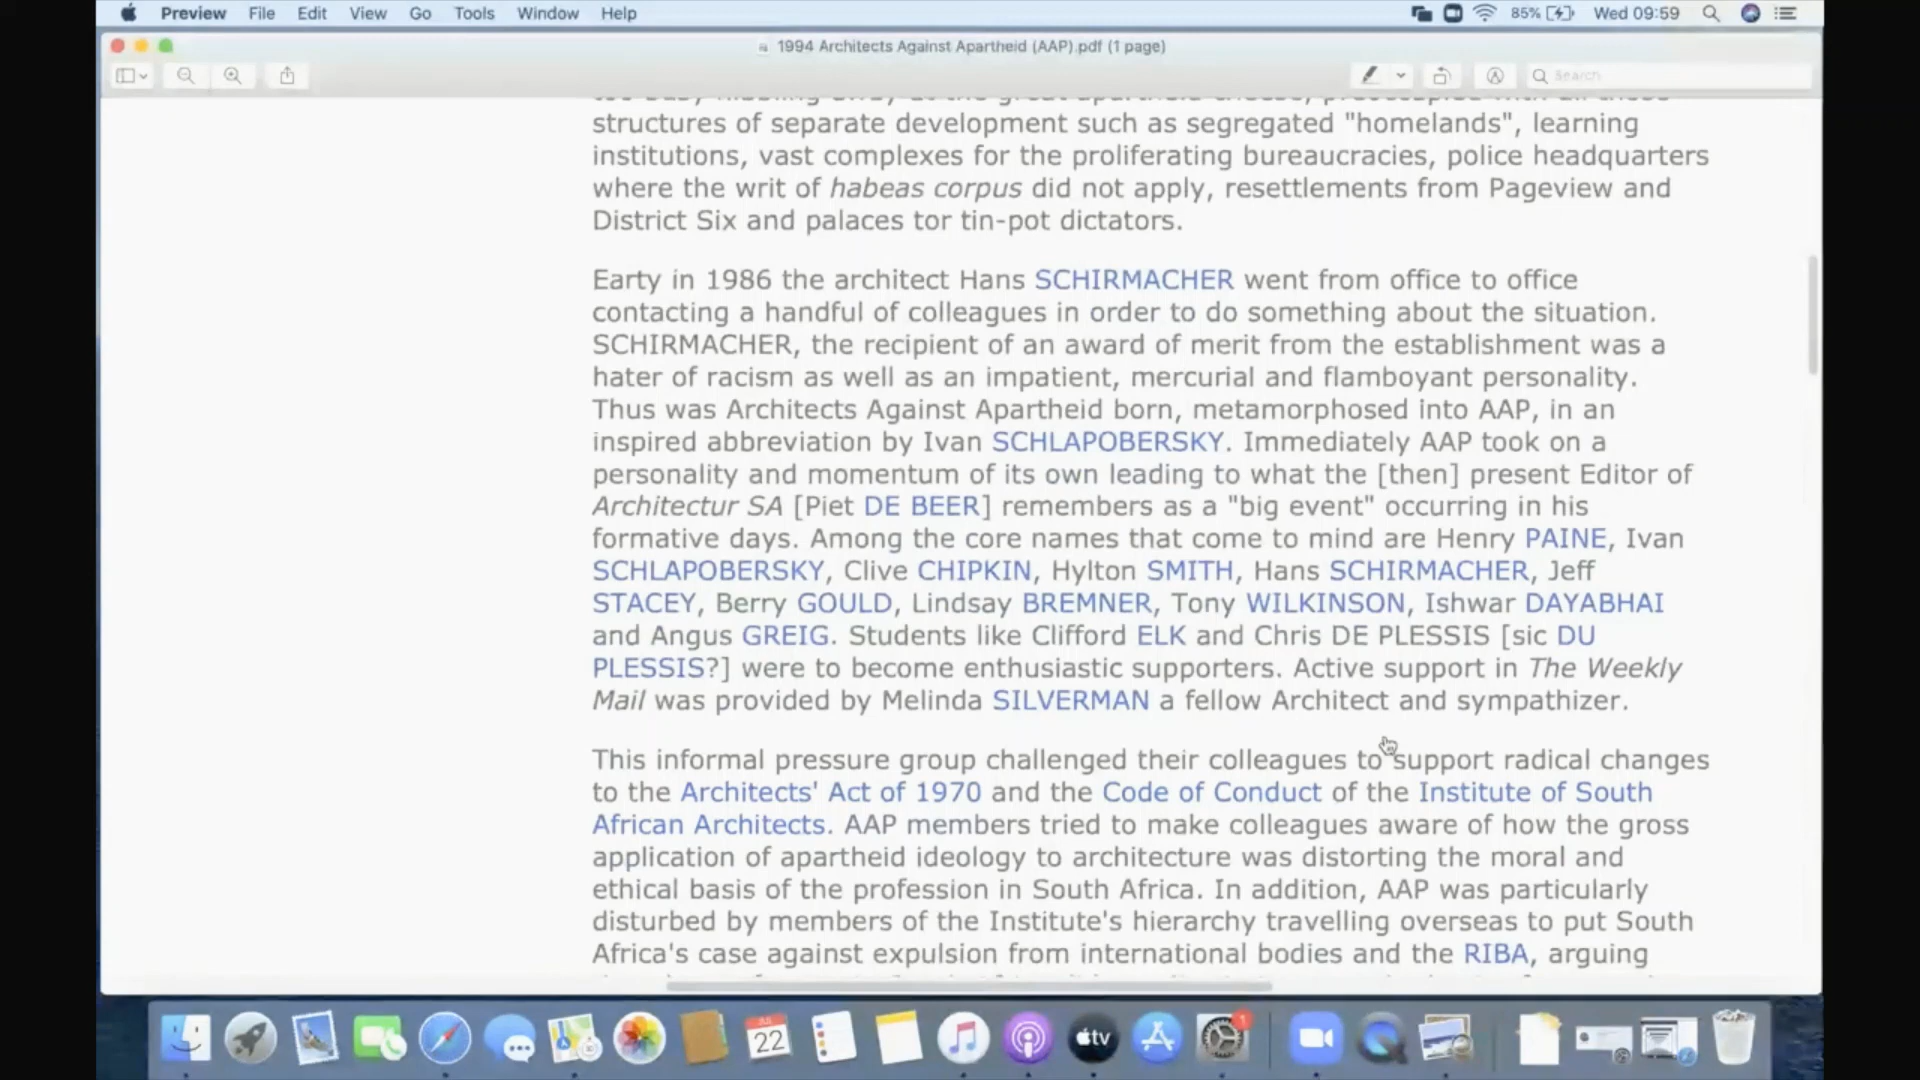 Preview File Edit View Go Tools Window Help 85% Wed 09:59
1994 Architects Against Apartheid (AAP).pdf (1 page)
Search
structures of separate development such as segregated "homelands", learning
institutions, vast complexes for the proliferating bureaucracies, police headquarters
where the writ of habeas corpus did not apply, resettlements from Pageview and
District Six and palaces tor tin-pot dictators.
Earty in 1986 the architect Hans SCHIRMACHER went from office to office
contacting a handful of colleagues in order to do something about the situation.
SCHIRMACHER, the recipient of an award of merit from the establishment was a
hater of racism as well as an impatient, mercurial and flamboyant personality.
Thus was Architects Against Apartheid born, metamorphosed into AAP, in an
inspired abbreviation by Ivan SCHLAPOBERSKY. Immediately AAP took on a
personality and momentum of its own leading to what the [then] present Editor of
Architectur SA [Piet DE BEER] remembers as a "big event" occurring in his
formative days. Among the core names that come to mind are Henry PAINE, Ivan
SCHLAPOBERSKY, Clive CHIPKIN, Hylton SMITH, Hans SCHIRMACHER, Jeff
STACEY, Berry GOULD, Lindsay BREMNER, Tony WILKINSON, Ishwar DAYABHAI
and Angus GREIG. Students like Clifford ELK and Chris DE PLESSIS [sic DU
PLESSIS?] were to become enthusiastic supporters. Active support in The Weekly
Mail was provided by Melinda SILVERMAN a fellow Architect and sympathizer.
This informal pressure group challenged their colleagues to support radical changes
to the Architects' Act of 1970 and the Code of Conduct of the Institute of South
African Architects. AAP members tried to make colleagues aware of how the gross
application of apartheid ideology to architecture was distorting the moral and
ethical basis of the profession in South Africa. In addition, AAP was particularly
disturbed by members of the Institute's hierarchy travelling overseas to put South
Africa's case against expulsion from international bodies and the RIBA, arguing
22
tv
1